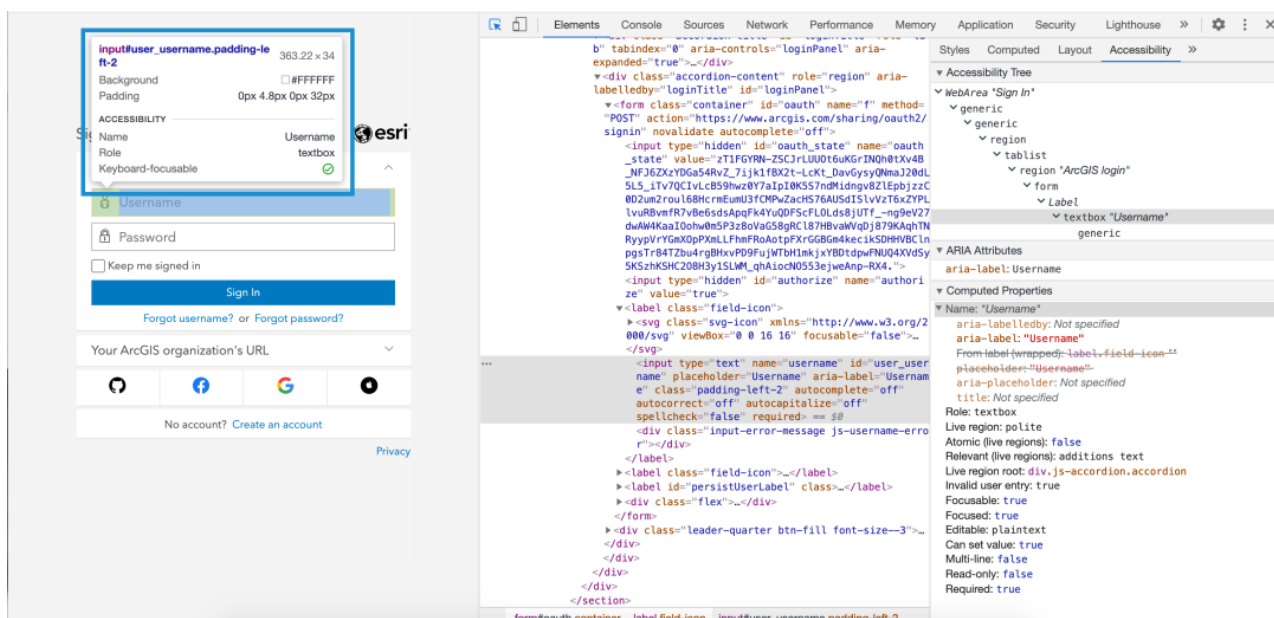 input#user_username.padding-le
ft-2
363.22 × 34
Background #FFFFFF
Padding 0px 4.8px 0px 32px
ACCESSIBILITY
Name Username
Role textbox
Keyboard-focusable
esri
Username
Password
Keep me signed in
Sign In
Forgot username? or Forgot password?
Your ArcGIS organization's URL
No account? Create an account
Privacy
Elements Console Sources Network Performance Memory Application Security Lighthouse »
b" tabindex="0" aria-controls="loginPanel" aria-
expanded="true">…</div>
▼<div class="accordion-content" role="region" aria-
labelledby="loginTitle" id="loginPanel">
▼<form class="container" id="oauth" name="f" method=
"POST" action="https://www.arcgis.com/sharing/oauth2/
signin" novalidate autocomplete="off">
<input type="hidden" id="oauth_state" name="oauth
<input type="hidden" id="authorize" name="authori
ze" value="true">
▼<label class="field-icon">
▶<svg class="svg-icon" xmlns="http://www.w3.org/2
000/svg" viewBox="0 0 16 16" focusable="false">…
</svg>
<input type="text" name="username" id="user_user
name" placeholder="Username" aria-label="Usernam
e" class="padding-left-2" autocomplete="off"
autocorrect="off" autocapitalize="off"
spellcheck="false" required> == $0
<div class="input-error-message js-username-erro
r"></div>
</label>
▶<label class="field-icon">…</label>
▶<label id="persistUserLabel" class>…</label>
▶<div class="flex">…</div>
</form>
▶<div class="leader-quarter btn-fill font-size--3">…
</div>
</div>
</div>
</div>
</section>
Styles Computed Layout Accessibility »
▼ Accessibility Tree
WebArea "Sign In"
generic
generic
region
tablist
region "ArcGIS login"
form
Label
textbox "Username"
generic
▼ ARIA Attributes
aria-label: Username
▼ Computed Properties
▼ Name: "Username"
aria-labelledby: Not specified
aria-label: "Username"
From label (wrapped): label.field-icon ""
placeholder: "Username"
aria-placeholder: Not specified
title: Not specified
Role: textbox
Live region: polite
Atomic (live regions): false
Relevant (live regions): additions text
Live region root: div.js-accordion.accordion
Invalid user entry: true
Focusable: true
Focused: true
Editable: plaintext
Can set value: true
Multi-line: false
Read-only: false
Required: true